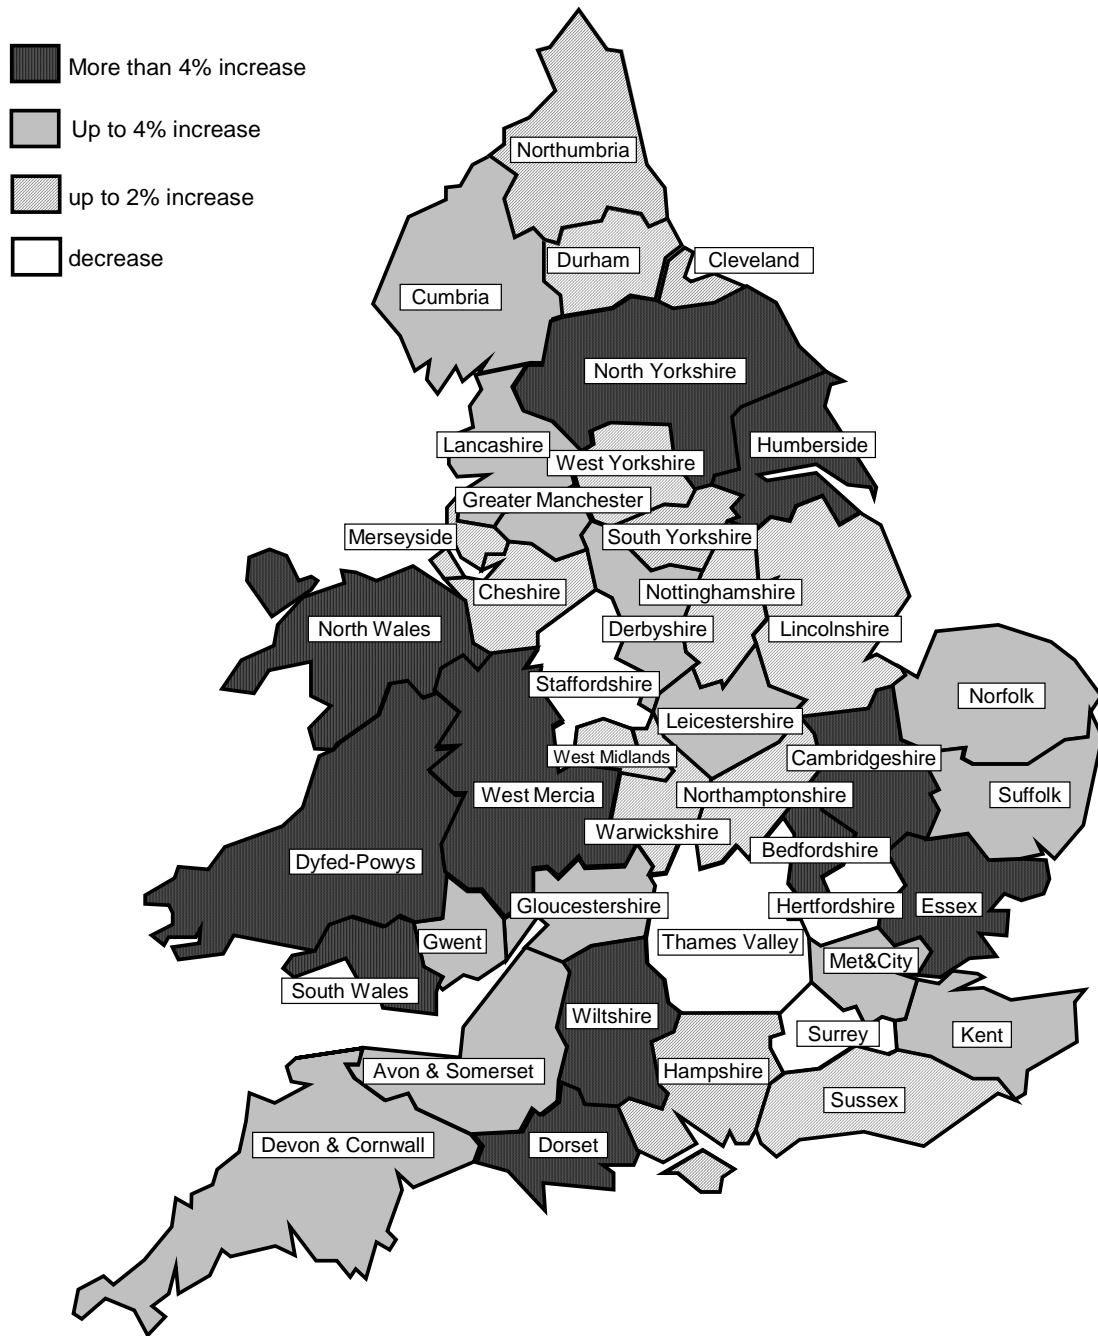 More than 4% increase
Up to 4% increase
up to 2% increase
decrease
Northumbria
Durham
Cleveland
Cumbria
North Yorkshire
Lancashire
Humberside
West Yorkshire
Greater Manchester
Merseyside
South Yorkshire
Cheshire
Nottinghamshire
North Wales
Derbyshire
Lincolnshire
Staffordshire
Norfolk
Leicestershire
West Midlands
Cambridgeshire
West Mercia
Northamptonshire
Suffolk
Warwickshire
Bedfordshire
Dyfed-Powys
Gloucestershire
Hertfordshire
Essex
Gwent
Thames Valley
Met&City
South Wales
Wiltshire
Surrey
Kent
Avon & Somerset
Hampshire
Sussex
Devon & Cornwall
Dorset